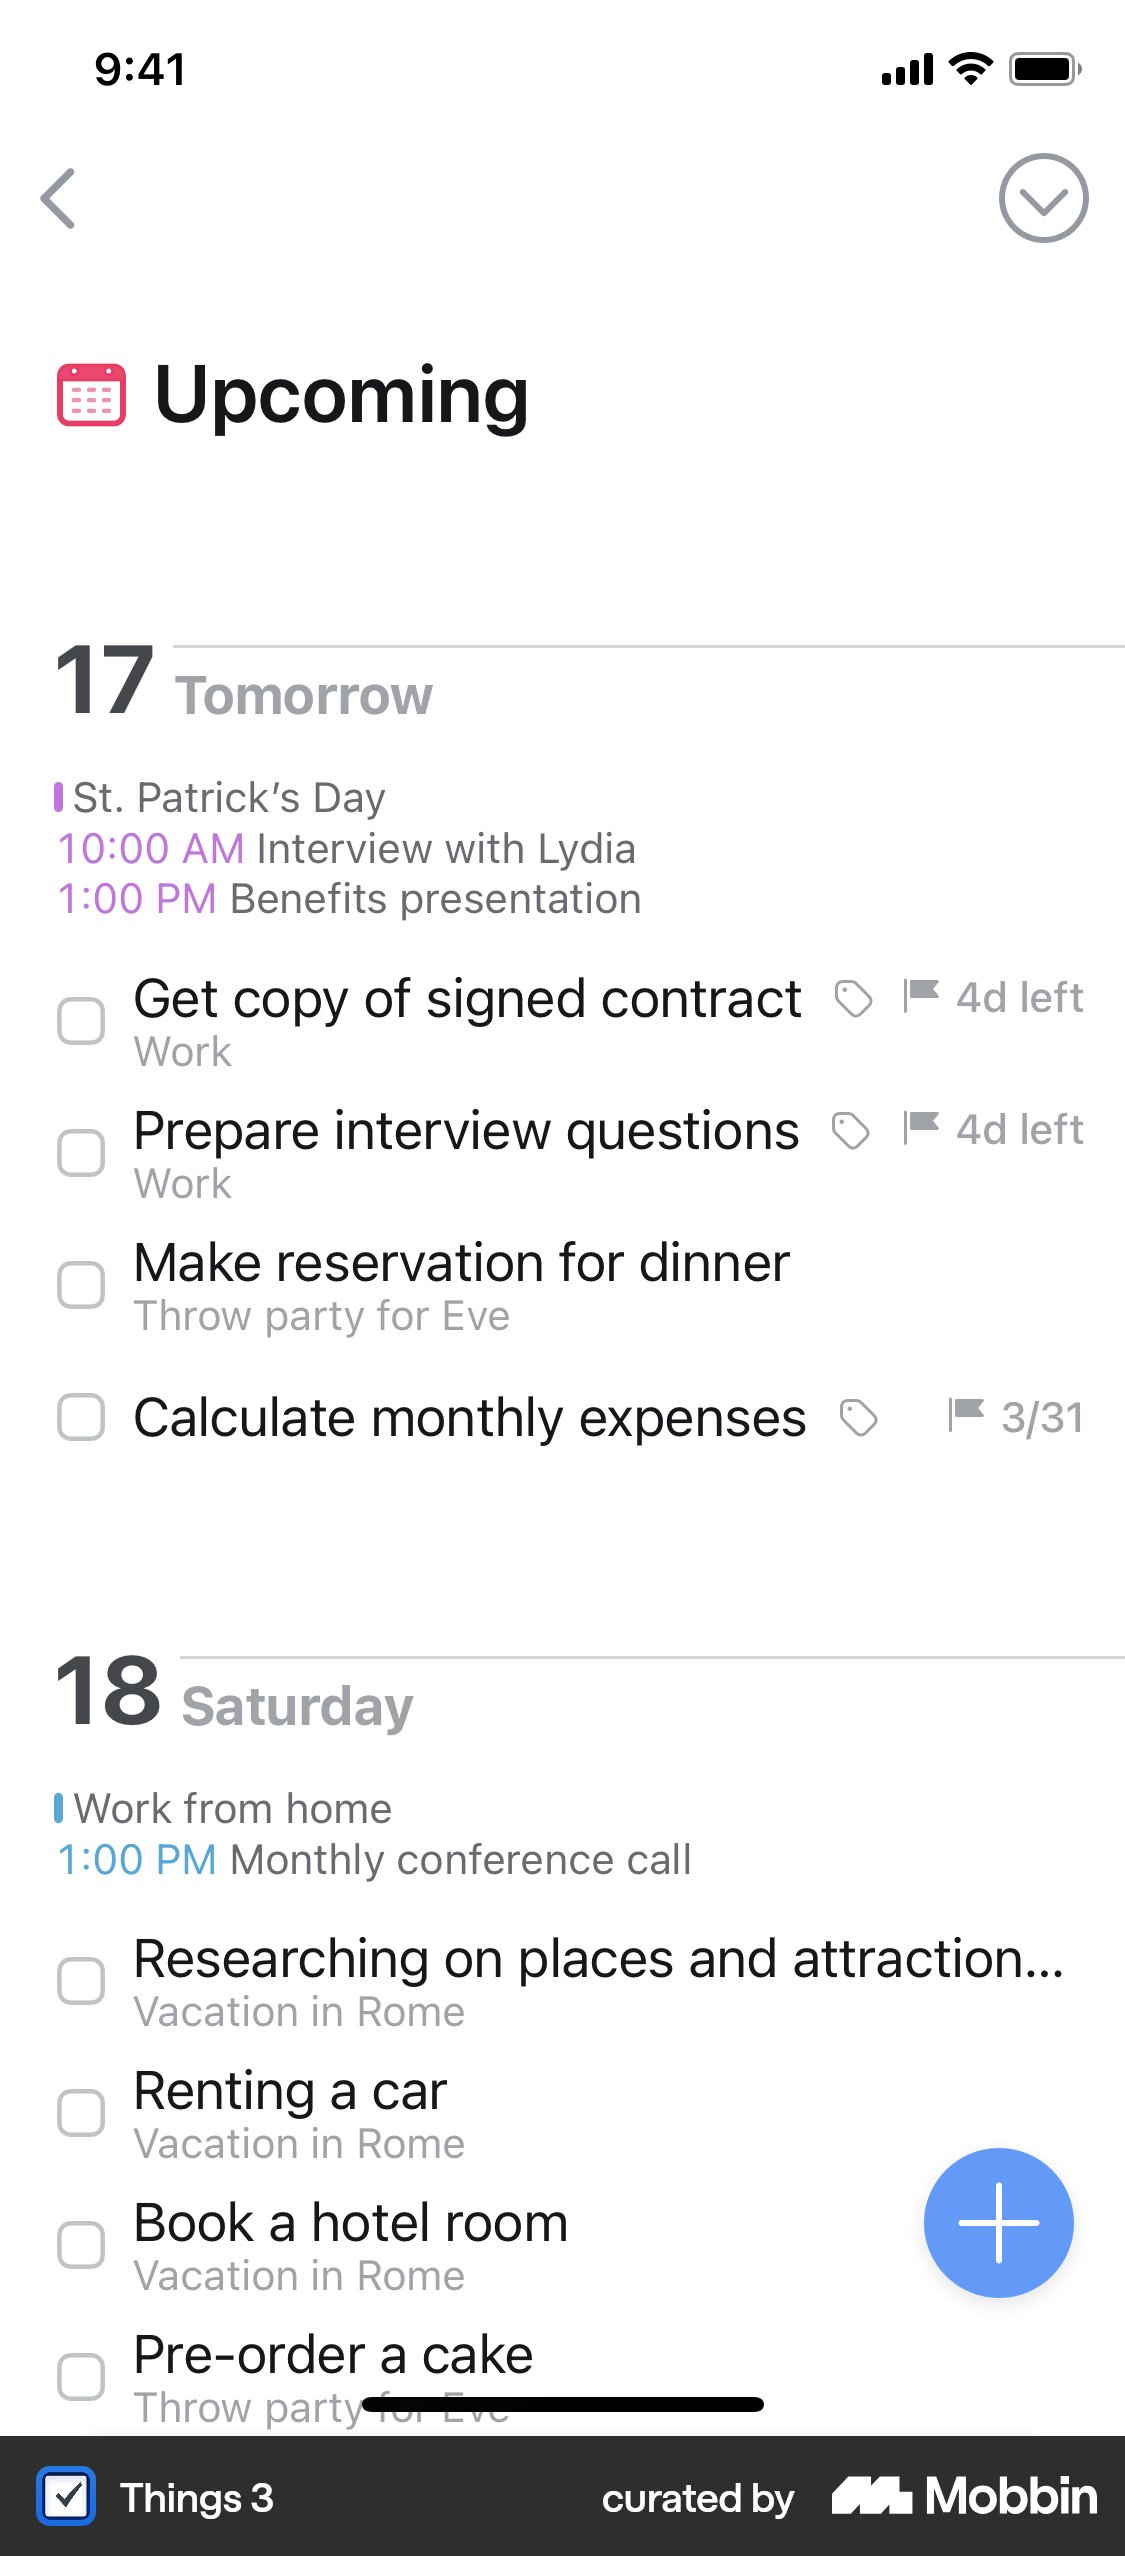 9:41
Upcoming
17 Tomorrow
St. Patrick’s Day
10:00 AM Interview with Lydia
1:00 PM Benefits presentation
Get copy of signed contract 4d left
Work
Prepare interview questions 4d left
Work
Make reservation for dinner
Throw party for Eve
Calculate monthly expenses 3/31
18 Saturday
Work from home
1:00 PM Monthly conference call
Researching on places and attraction...
Vacation in Rome
Renting a car
Vacation in Rome
Book a hotel room
Vacation in Rome
Pre-order a cake
Throw party for Eve
Things 3 curated by Mobbin